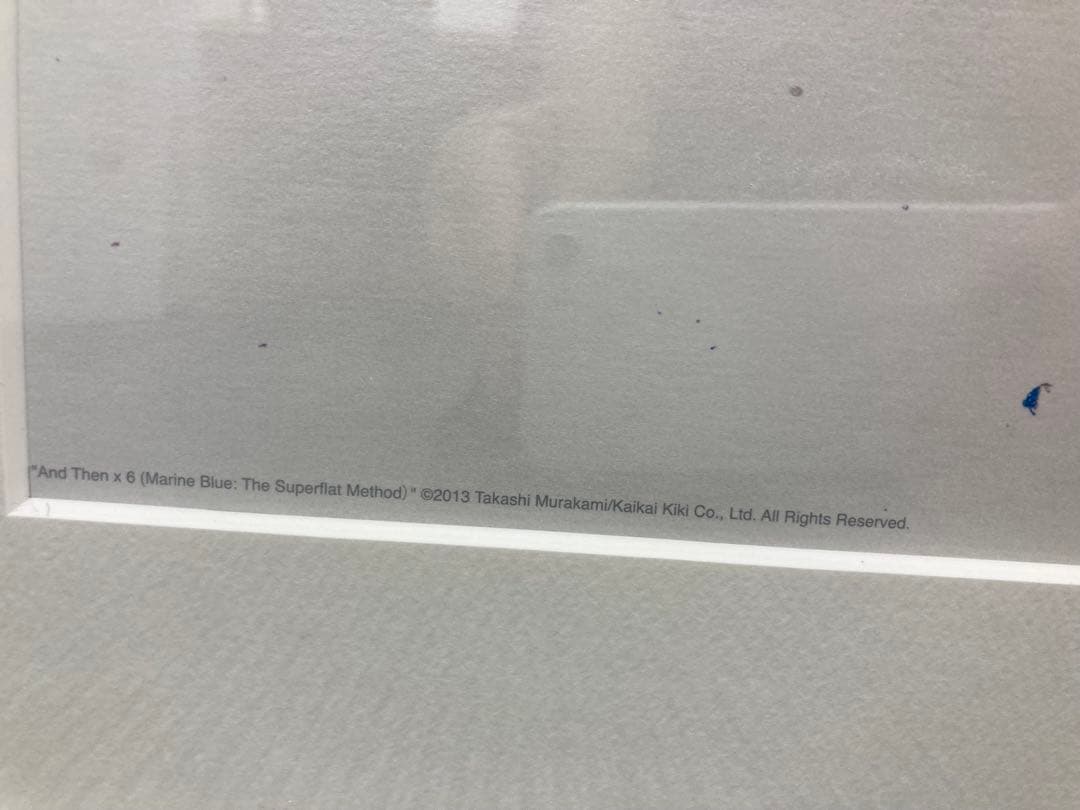 "And Then x 6 (Marine Blue: The Superflat Method)" ©2013 Takashi Murakami/Kaikai Kiki Co., Ltd. All Rights Reserved.